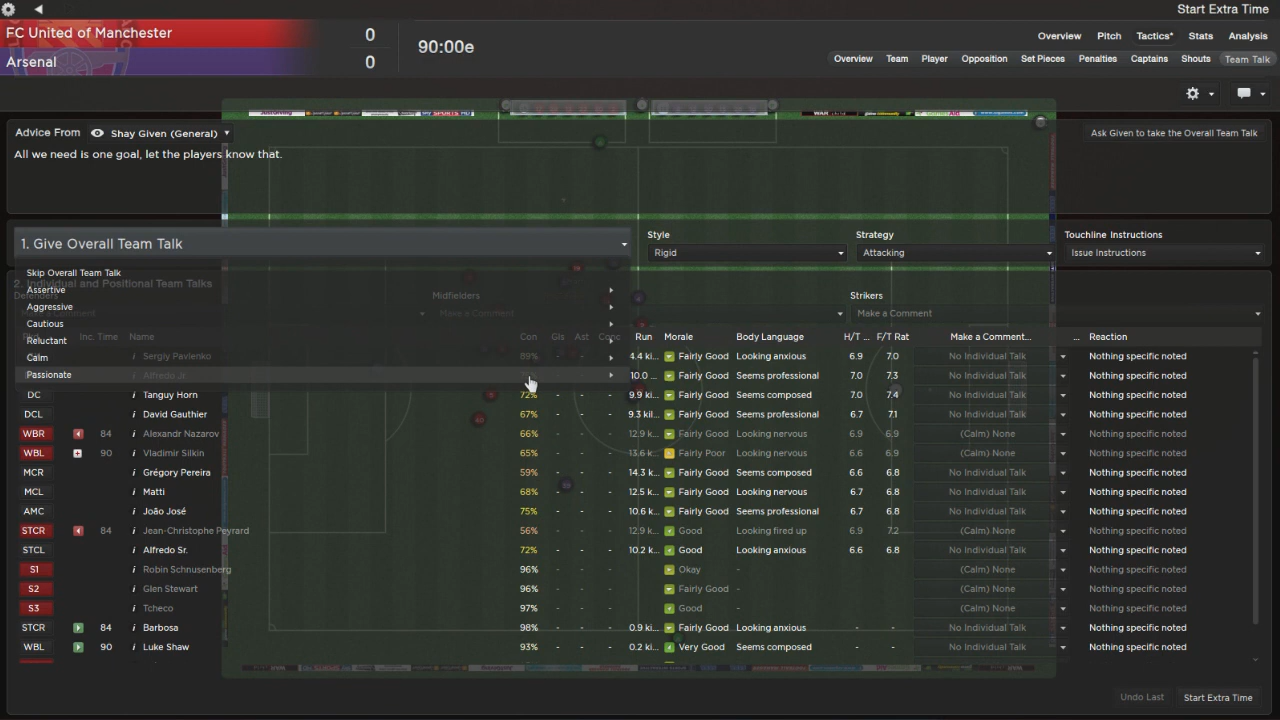 Start Extra Time
FC United of Manchester 0
Arsenal 0
90:00e
Overview Pitch Tactics* Stats Analysis
Overview Team Player Opposition Set Pieces Penalties Captains Shouts Team Talk
Advice From Shay Given (General)
Ask Given to take the Overall Team Talk
All we need is one goal, let the players know that.
1. Give Overall Team Talk
Style Strategy Touchline Instructions
Rigid Attacking Issue Instructions
Skip Overall Team Talk
2. Individual and Positional Team Talks
Assertive
Defenders Midfielders Strikers
Aggressive
Make a Comment Make a Comment Make a Comment
Cautious
Reluctant
Calm
Passionate
Inc. Time Name Con Gls Ast Conc Run Morale Body Language H/T ... F/T Rat Make a Comment... ... Reaction
Sergiy Pavlenko 89% - - - 4.4 ki... Fairly Good Looking anxious 6.9 7.0 No Individual Talk Nothing specific noted
Alfredo Jr. 10.0 ... Fairly Good Seems professional 7.0 7.3 No Individual Talk Nothing specific noted
DC i Tanguy Horn 72% - - - 9.9 ki... Fairly Good Seems composed 7.0 7.4 No Individual Talk Nothing specific noted
DCL i David Gauthier 67% - - - 9.3 kil... Fairly Good Seems professional 6.7 7.1 No Individual Talk Nothing specific noted
WBR 84 i Alexandr Nazarov 66% - - - 12.9 k... Fairly Good Looking nervous 6.9 6.9 (Calm) None Nothing specific noted
WBL 90 i Vladimir Silkin 65% - - - 13.6 k... Fairly Poor Looking nervous 6.6 6.9 (Calm) None Nothing specific noted
MCR i Grégory Pereira 59% - - - 14.3 k... Fairly Good Seems composed 6.6 6.8 No Individual Talk Nothing specific noted
MCL i Matti 68% - - - 12.5 k... Fairly Good Looking nervous 6.7 6.8 No Individual Talk Nothing specific noted
AMC i João José 75% - - - 10.6 k... Fairly Good Seems professional 6.7 6.8 No Individual Talk Nothing specific noted
STCR 84 i Jean-Christophe Peyrard 56% - - - 12.9 k... Good Looking fired up 6.9 7.2 (Calm) None Nothing specific noted
STCL i Alfredo Sr. 72% - - - 10.2 k... Good Looking anxious 6.6 6.8 No Individual Talk Nothing specific noted
S1 i Robin Schnusenberg 96% - - - Okay - (Calm) None Nothing specific noted
S2 i Glen Stewart 96% - - - Fairly Good - (Calm) None Nothing specific noted
S3 i Tcheco 97% - - - Good - (Calm) None Nothing specific noted
STCR 84 i Barbosa 98% - - - 0.9 ki... Fairly Good Looking anxious - - No Individual Talk Nothing specific noted
WBL 90 i Luke Shaw 93% - - - 0.2 ki... Very Good Seems composed - - No Individual Talk Nothing specific noted
Undo Last Start Extra Time